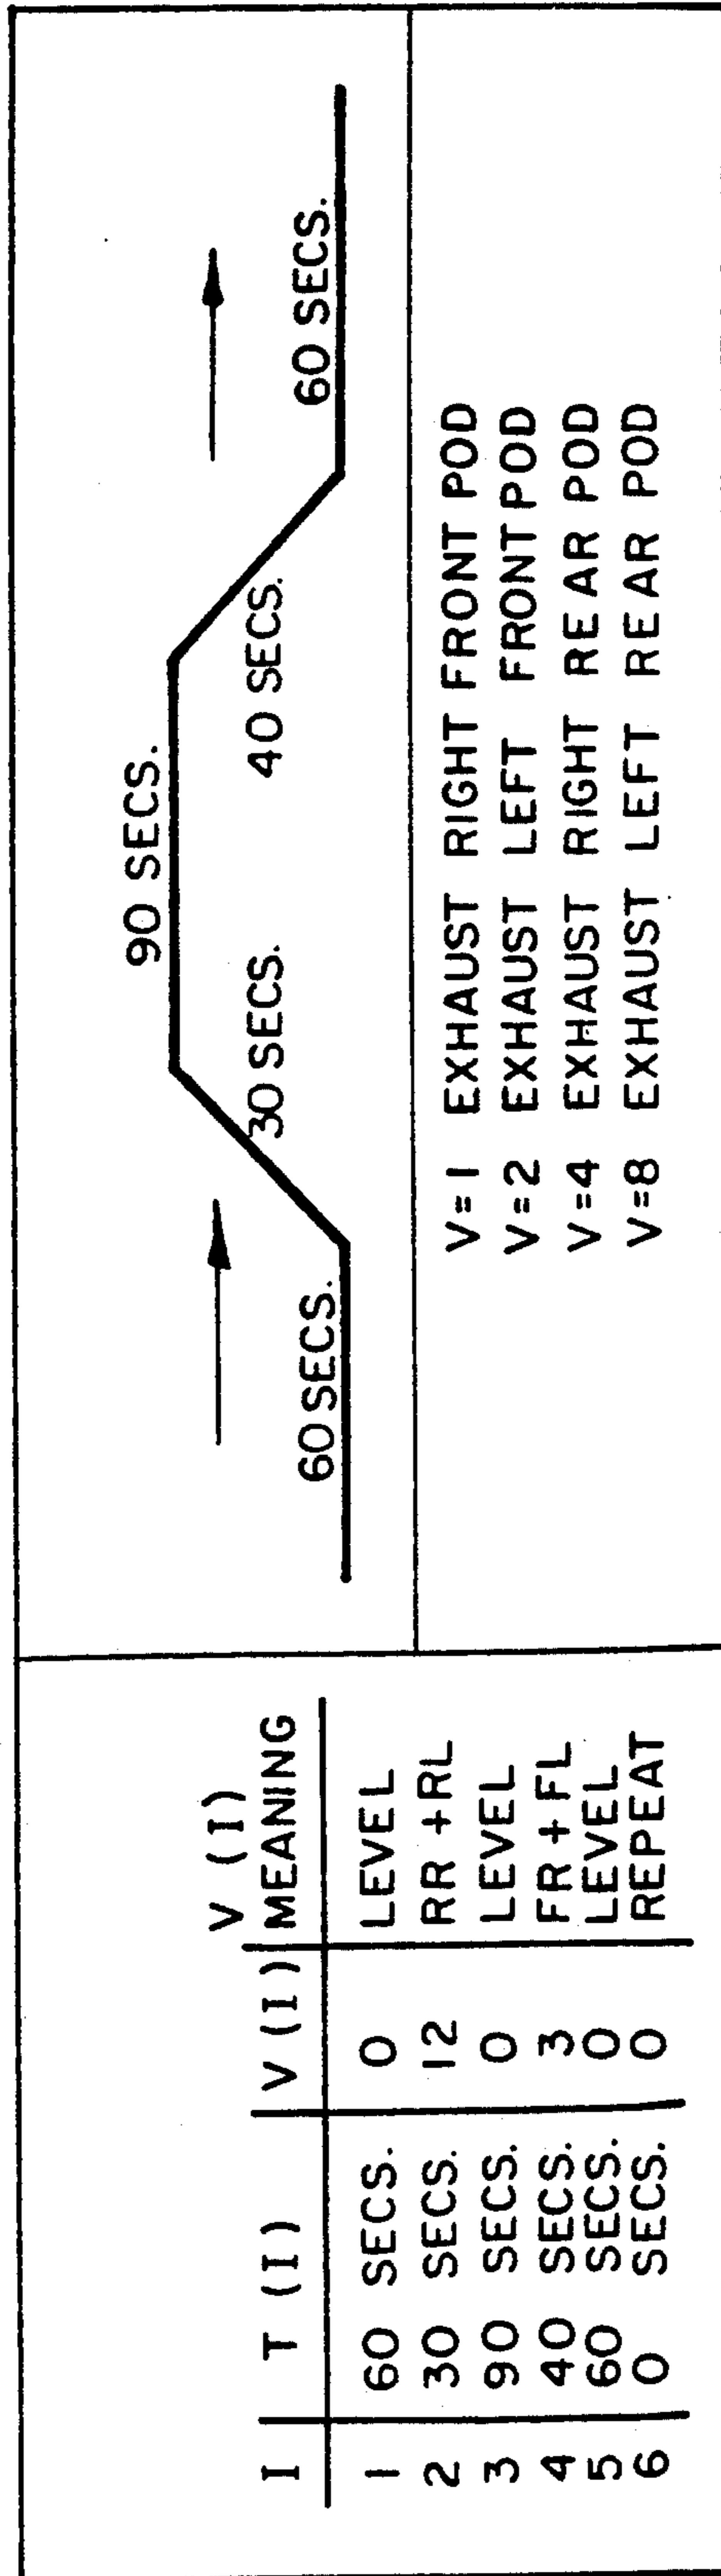 V (I)
I T (I) V (I) MEANING
1 60 SECS. 0 LEVEL
2 30 SECS. 12 RR + RL
3 90 SECS. 0 LEVEL
4 40 SECS. 3 FR + FL
5 60 SECS. 0 LEVEL
6 0 SECS. 0 REPEAT
90 SECS.
30 SECS. 40 SECS.
60 SECS. 60 SECS.
V = 1 EXHAUST RIGHT FRONT POD
V = 2 EXHAUST LEFT FRONT POD
V = 4 EXHAUST RIGHT REAR POD
V = 8 EXHAUST LEFT REAR POD